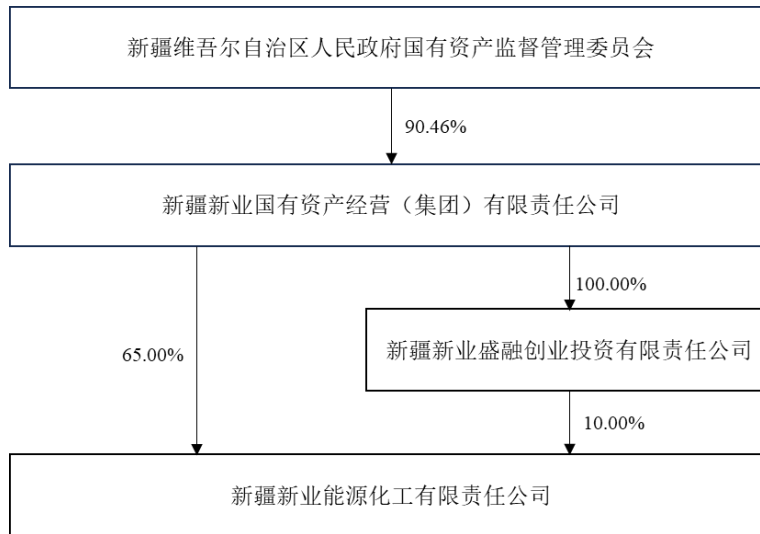 新疆维吾尔自治区人民政府国有资产监督管理委员会
90.46%
新疆新业国有资产经营（集团）有限责任公司
100.00%
新疆新业盛融创业投资有限责任公司
65.00%
10.00%
新疆新业能源化工有限责任公司